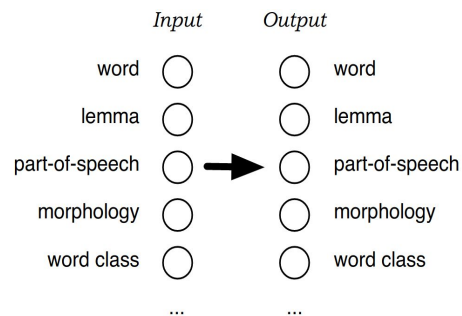 Input Output
word word
lemma lemma
part-of-speech part-of-speech
morphology morphology
word class word class
... ...